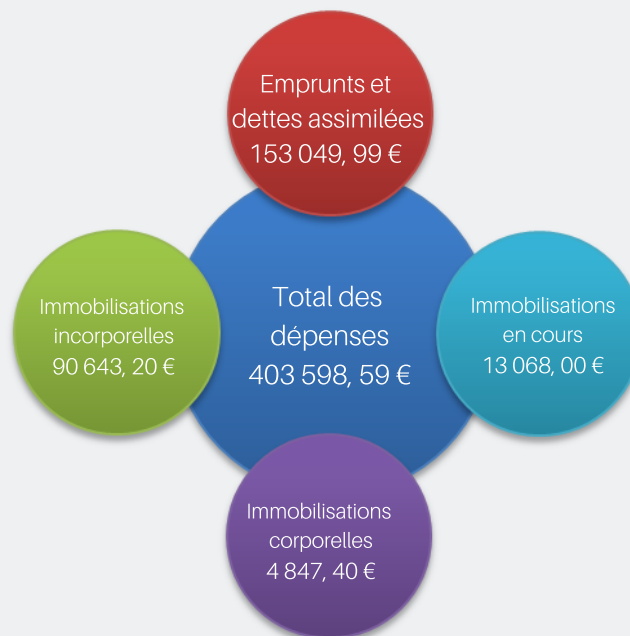 Emprunts et
dettes assimilées
153 049, 99 €
Immobilisations
incorporelles
90 643, 20 €
Total des
dépenses
403 598, 59 €
Immobilisations
en cours
13 068, 00 €
Immobilisations
corporelles
4 847, 40 €